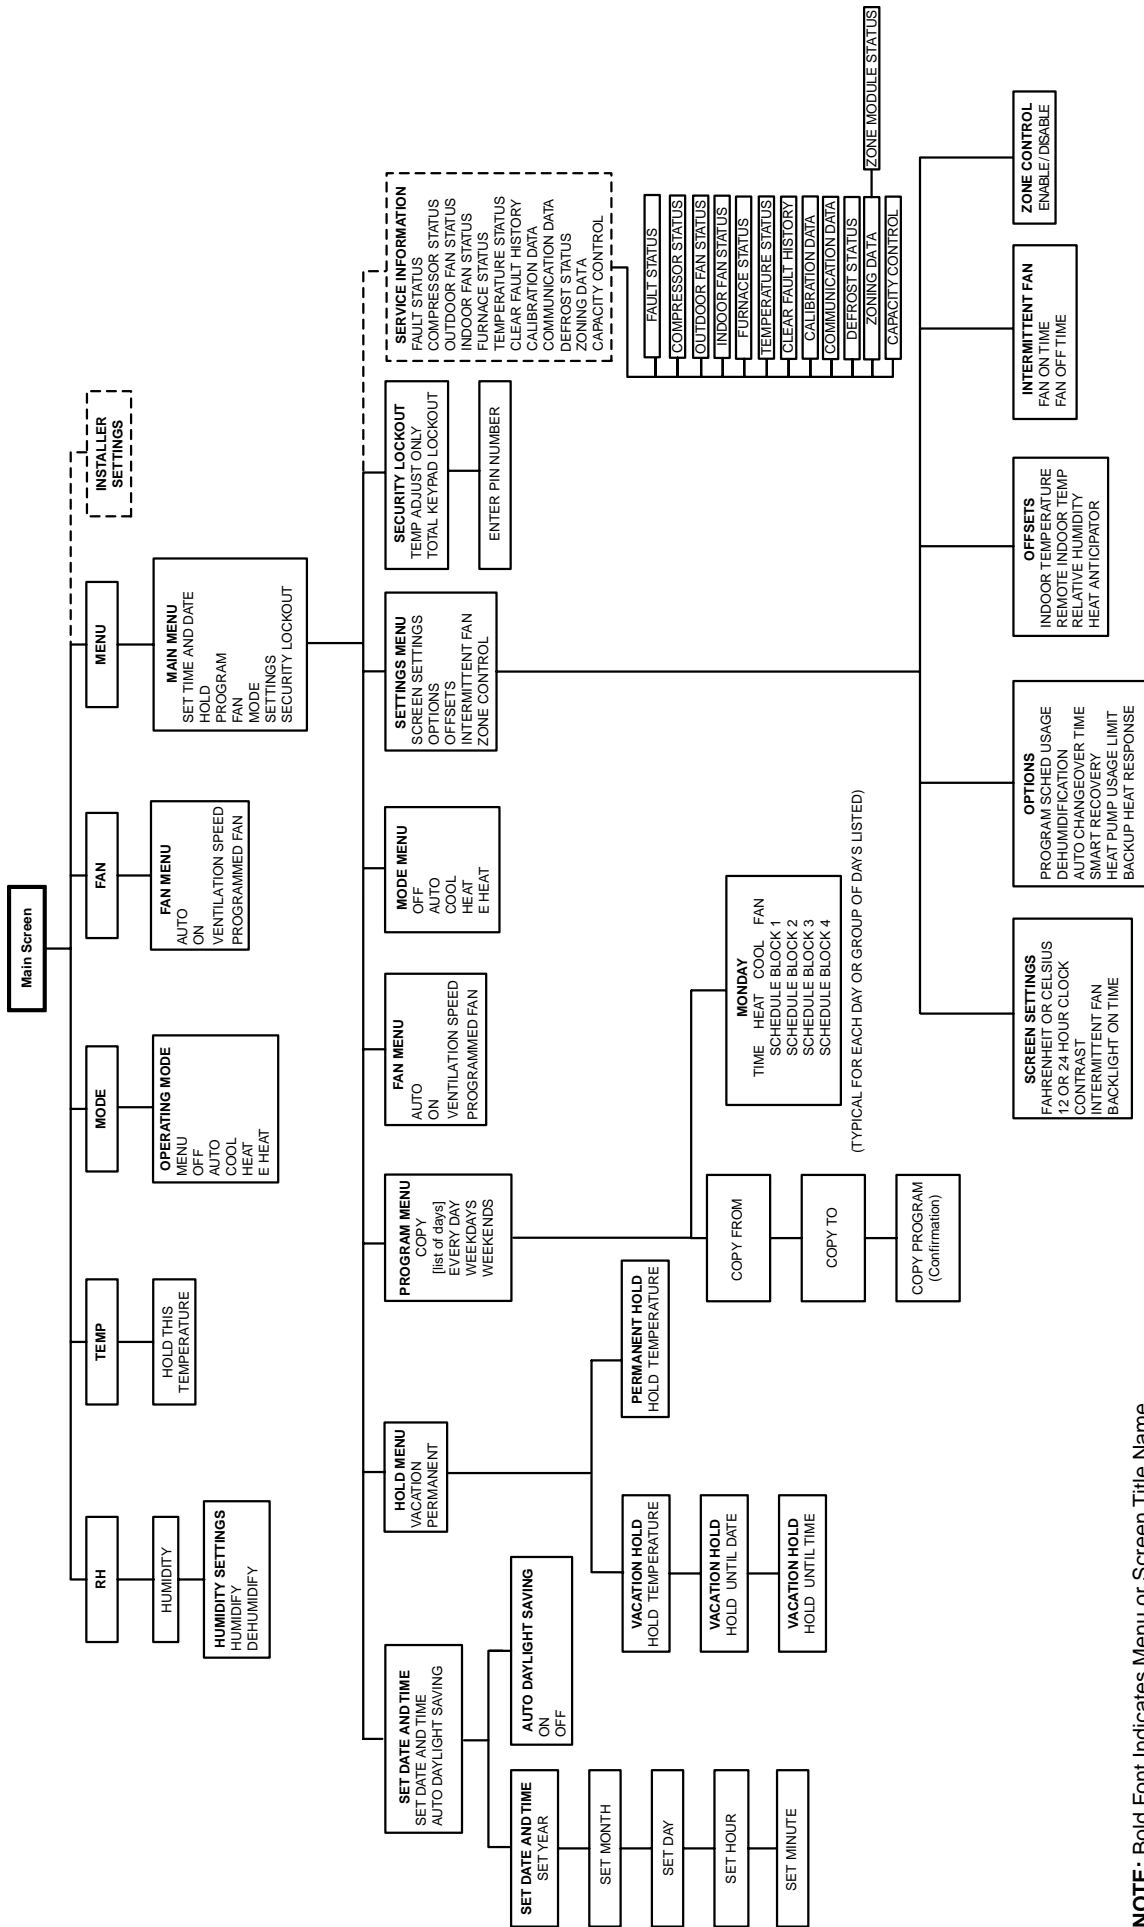 Main Screen
RH
TEMP
MODE
FAN
MENU
INSTALLER
SETTINGS
HUMIDITY
HUMIDITY SETTINGS
HUMIDIFY
DEHUMIDIFY
HOLD THIS
TEMPERATURE
OPERATING MODE
MENU
OFF
AUTO
COOL
HEAT
E HEAT
FAN MENU
AUTO
ON
VENTILATION SPEED
PROGRAMMED FAN
MAIN MENU
SET TIME AND DATE
HOLD
PROGRAM
FAN
MODE
SETTINGS
SECURITY LOCKOUT
SET DATE AND TIME
SET DATE AND TIME
AUTO DAYLIGHT SAVING
HOLD MENU
VACATION
PERMANENT
PROGRAM MENU
COPY
[list of days]
EVERY DAY
WEEKDAYS
WEEKENDS
FAN MENU
AUTO
ON
VENTILATION SPEED
PROGRAMMED FAN
MODE MENU
OFF
AUTO
COOL
HEAT
E HEAT
SETTINGS MENU
SCREEN SETTINGS
OPTIONS
OFFSETS
INTERMITTENT FAN
ZONE CONTROL
SECURITY LOCKOUT
TEMP ADJUST ONLY
TOTAL KEYPAD LOCKOUT
ENTER PIN NUMBER
SERVICE INFORMATION
FAULT STATUS
COMPRESSOR STATUS
OUTDOOR FAN STATUS
INDOOR FAN STATUS
FURNACE STATUS
TEMPERATURE STATUS
CLEAR FAULT HISTORY
CALIBRATION DATA
COMMUNICATION DATA
DEFROST STATUS
ZONING DATA
CAPACITY CONTROL
SET DATE AND TIME
SET YEAR
SET MONTH
SET DAY
SET HOUR
SET MINUTE
AUTO DAYLIGHT SAVING
ON
OFF
VACATION HOLD
HOLD TEMPERATURE
VACATION HOLD
HOLD UNTIL DATE
VACATION HOLD
HOLD UNTIL TIME
PERMANENT HOLD
HOLD TEMPERATURE
COPY FROM
COPY TO
COPY PROGRAM
(Confirmation)
MONDAY
TIME HEAT COOL FAN
SCHEDULE BLOCK 1
SCHEDULE BLOCK 2
SCHEDULE BLOCK 3
SCHEDULE BLOCK 4
(TYPICAL FOR EACH DAY OR GROUP OF DAYS LISTED)
FAULT STATUS
COMPRESSOR STATUS
OUTDOOR FAN STATUS
INDOOR FAN STATUS
FURNACE STATUS
TEMPERATURE STATUS
CLEAR FAULT HISTORY
CALIBRATION DATA
COMMUNICATION DATA
DEFROST STATUS
ZONING DATA
CAPACITY CONTROL
ZONE MODULE STATUS
SCREEN SETTINGS
FAHRENHEIT OR CELSIUS
12 OR 24 HOUR CLOCK
CONTRAST
INTERMITTENT FAN
BACKLIGHT ON TIME
OPTIONS
PROGRAM SCHED USAGE
DEHUMIDIFICATION
AUTO CHANGEOVER TIME
SMART RECOVERY
HEAT PUMP USAGE LIMIT
BACKUP HEAT RESPONSE
OFFSETS
INDOOR TEMPERATURE
REMOTE INDOOR TEMP
RELATIVE HUMIDITY
HEAT ANTICIPATOR
INTERMITTENT FAN
FAN ON TIME
FAN OFF TIME
ZONE CONTROL
ENABLE / DISABLE
NOTE: Bold Font Indicates Menu or Screen Title Name